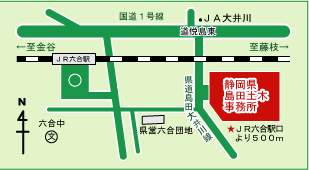 国道1号線
●JA大井川
道悦島東
←至金谷
至藤枝→
JR六合駅
県道島田大井川線
静岡県
島田土木
事務所
★JR六合駅口
より500m
N
六合中
文
県営六合団地